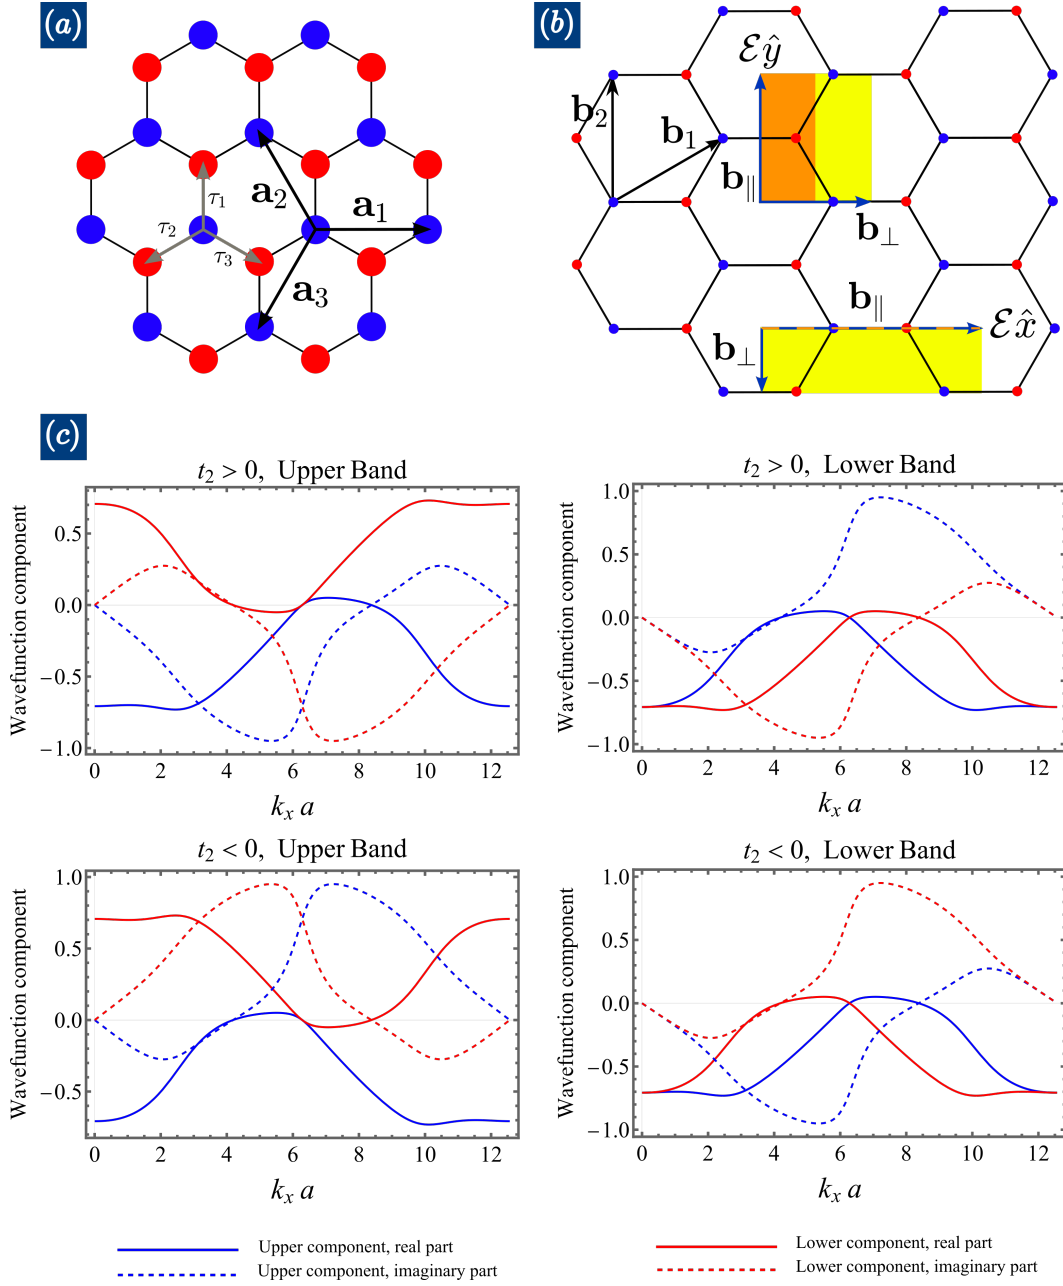 (a)
a₂
a₁
τ₁
τ₂
τ₃
a₃
(b)
ℰŷ
b₂
b₁
b∥
b⊥
b∥
ℰx̂
b⊥
(c)
t₂ > 0, Upper Band
Wavefunction component
0.5
0.0
−0.5
−1.0
0 2 4 6 8 10 12
kₓ a
t₂ > 0, Lower Band
Wavefunction component
1.0
0.5
0.0
−0.5
−1.0
0 2 4 6 8 10 12
kₓ a
t₂ < 0, Upper Band
Wavefunction component
1.0
0.5
0.0
−0.5
0 2 4 6 8 10 12
kₓ a
t₂ < 0, Lower Band
Wavefunction component
1.0
0.5
0.0
−0.5
−1.0
0 2 4 6 8 10 12
kₓ a
Upper component, real part
Upper component, imaginary part
Lower component, real part
Lower component, imaginary part